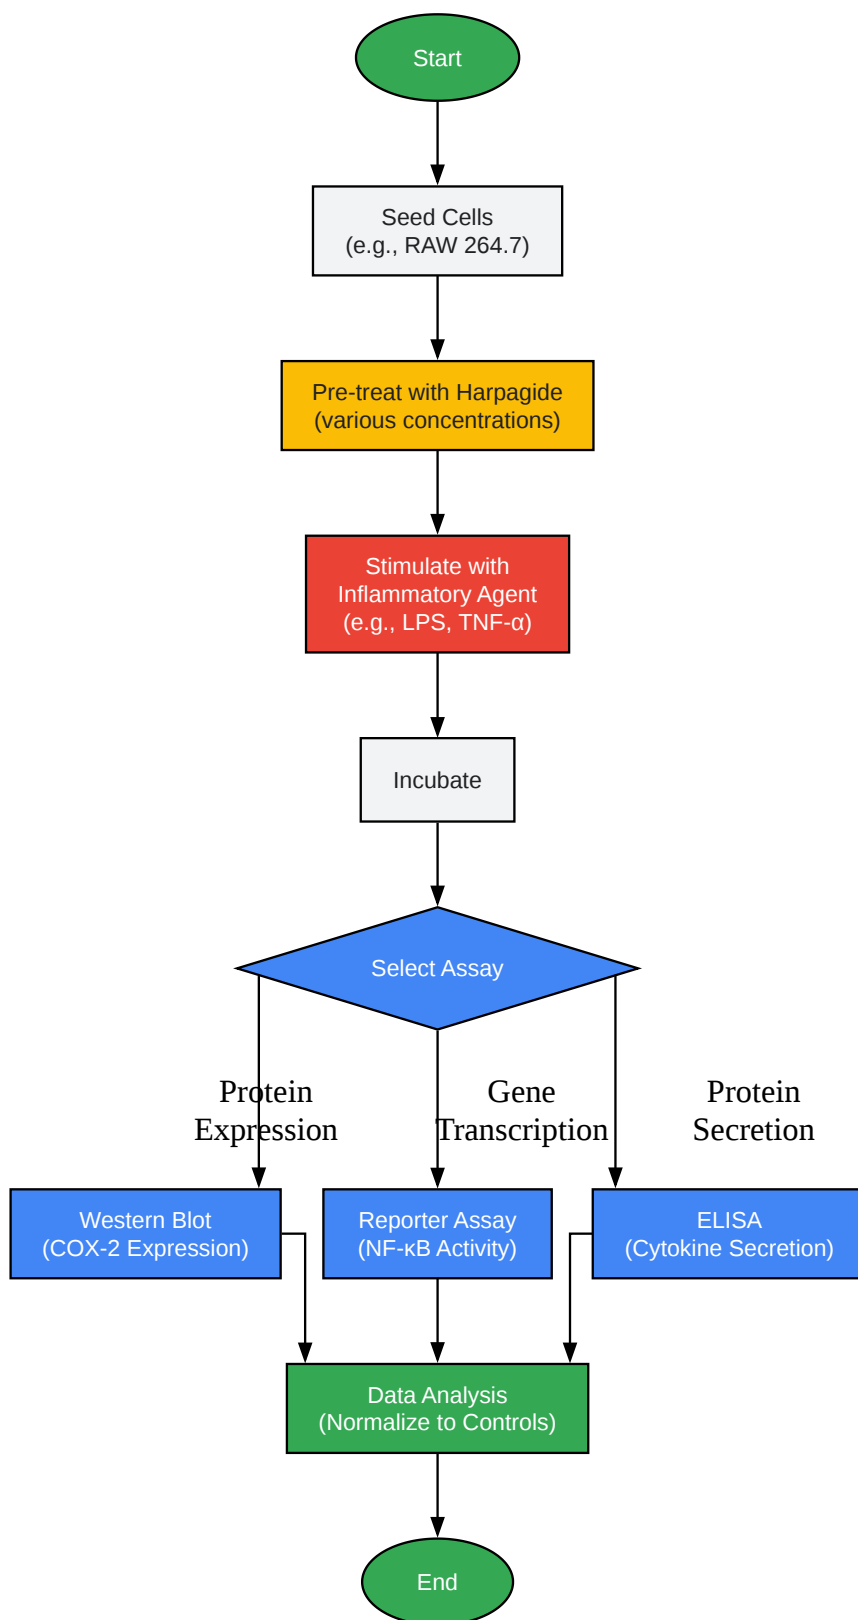 Start
Seed Cells
(e.g., RAW 264.7)
Pre-treat with Harpagide
(various concentrations)
Stimulate with
Inflammatory Agent
(e.g., LPS, TNF-α)
Incubate
Select Assay
Protein
Expression
Gene
Transcription
Protein
Secretion
Western Blot
(COX-2 Expression)
Reporter Assay
(NF-κB Activity)
ELISA
(Cytokine Secretion)
Data Analysis
(Normalize to Controls)
End